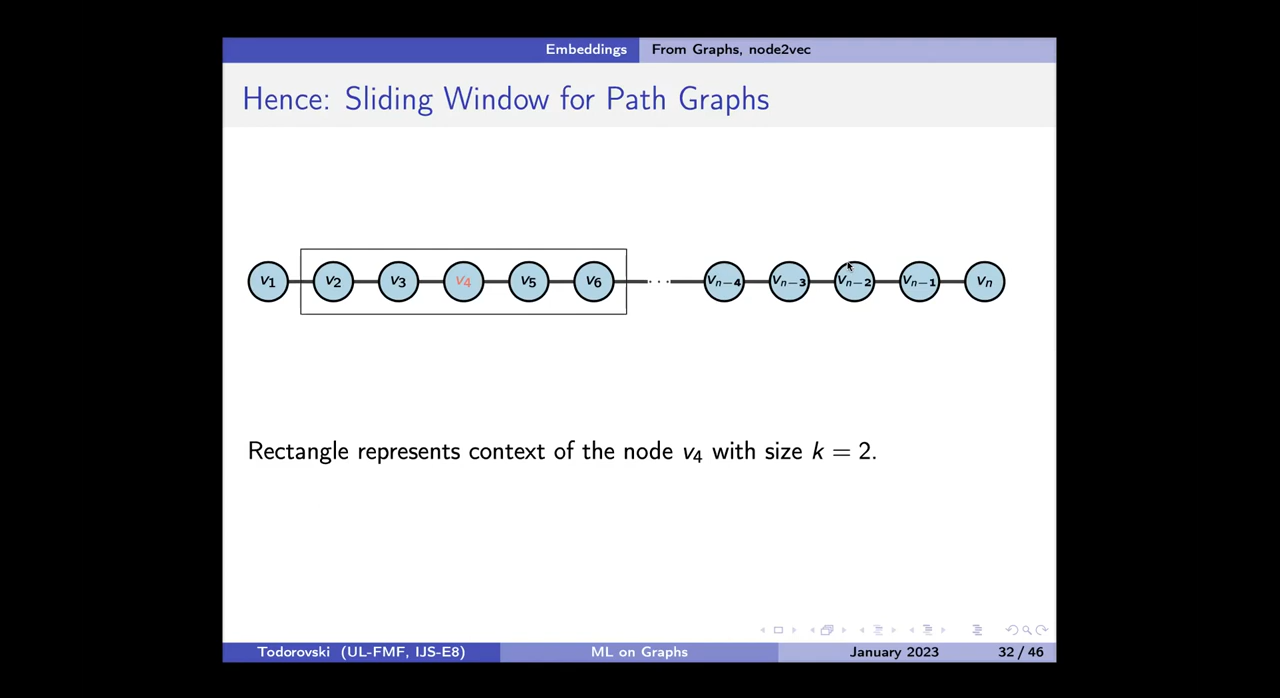 Embeddings From Graphs, node2vec
Hence: Sliding Window for Path Graphs
v1 v2 v3 v4 v5 v6 ... vn−4 vn−3 vn−2 vn−1 vn
Rectangle represents context of the node v4 with size k = 2.
Todorovski (UL-FMF, IJS-E8) ML on Graphs January 2023 32 / 46